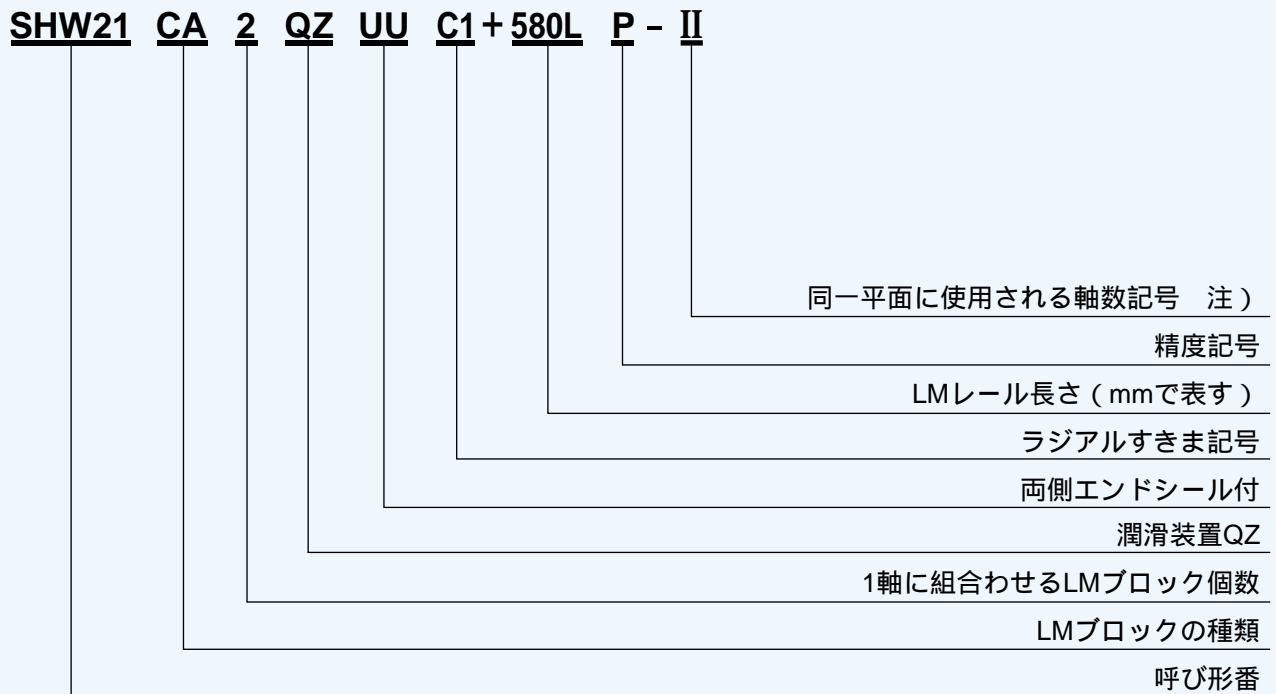 SHW21 CA 2 QZ UU C1+580L P - II
同一平面に使用される軸数記号　注）
精度記号
LMレール長さ（mmで表す）
ラジアルすきま記号
両側エンドシール付
潤滑装置QZ
1軸に組合わせるLMブロック個数
LMブロックの種類
呼び形番